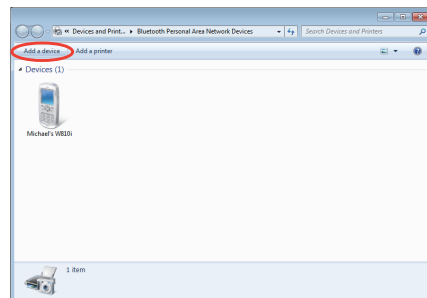 « Devices and Print... ▸ Bluetooth Personal Area Network Devices
Search Devices and Printers
Add a device
Add a printer
Devices (1)
Michael's W810i
1 item